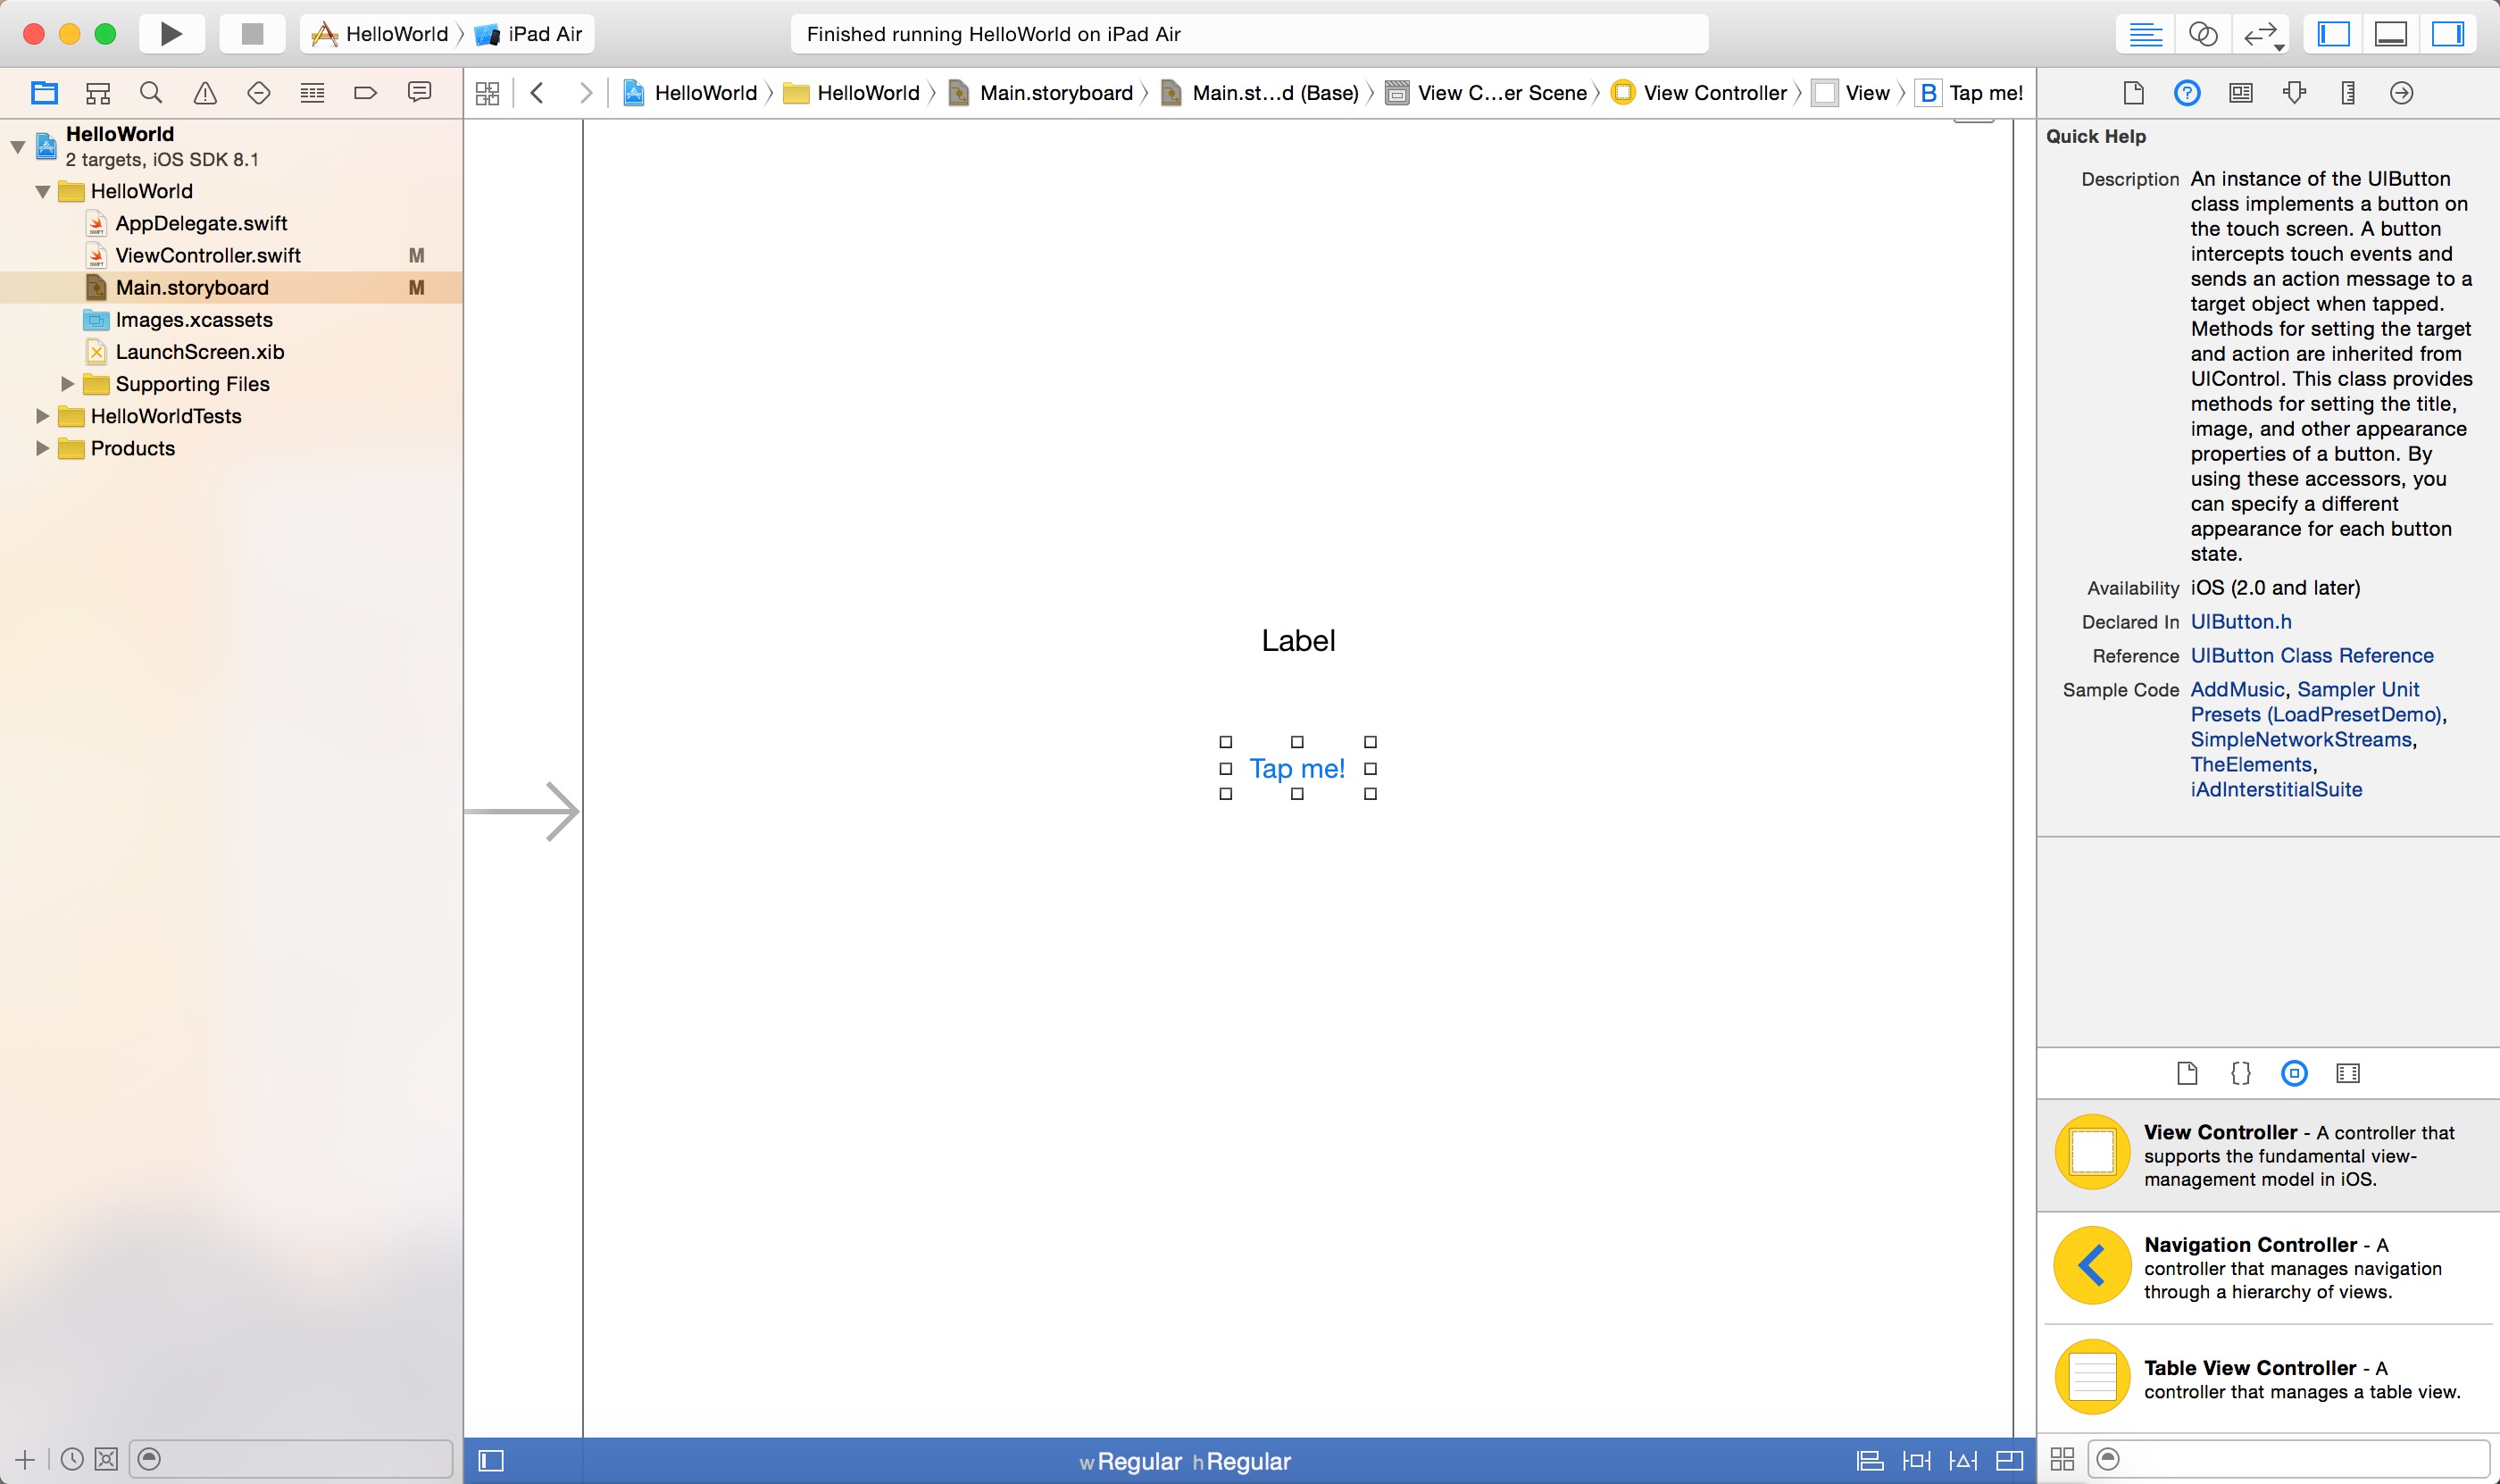 HelloWorld iPad Air
Finished running HelloWorld on iPad Air
HelloWorld HelloWorld Main.storyboard Main.st...d (Base) View C...er Scene View Controller View B Tap me!
HelloWorld
2 targets, iOS SDK 8.1
HelloWorld
AppDelegate.swift
ViewController.swift M
Main.storyboard M
Images.xcassets
LaunchScreen.xib
Supporting Files
HelloWorldTests
Products
Label
Tap me!
wRegular hRegular
Quick Help
Description An instance of the UIButton
class implements a button on
the touch screen. A button
intercepts touch events and
sends an action message to a
target object when tapped.
Methods for setting the target
and action are inherited from
UIControl. This class provides
methods for setting the title,
image, and other appearance
properties of a button. By
using these accessors, you
can specify a different
appearance for each button
state.
Availability iOS (2.0 and later)
Declared In UIButton.h
Reference UIButton Class Reference
Sample Code AddMusic, Sampler Unit
Presets (LoadPresetDemo),
SimpleNetworkStreams,
TheElements,
iAdInterstitialSuite
{}
View Controller - A controller that
supports the fundamental view-
management model in iOS.
Navigation Controller - A
controller that manages navigation
through a hierarchy of views.
Table View Controller - A
controller that manages a table view.